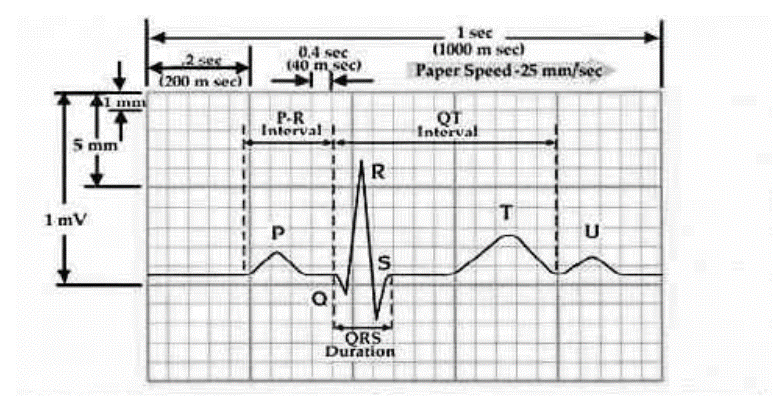 1 sec
(1000 m sec)
.2 sec
(200 m sec)
0.4 sec
(40 m sec)
Paper Speed -25 mm/sec
1 mm
5 mm
1 mV
P-R
Interval
QT
Interval
R
P
T
U
S
Q
QRS
Duration